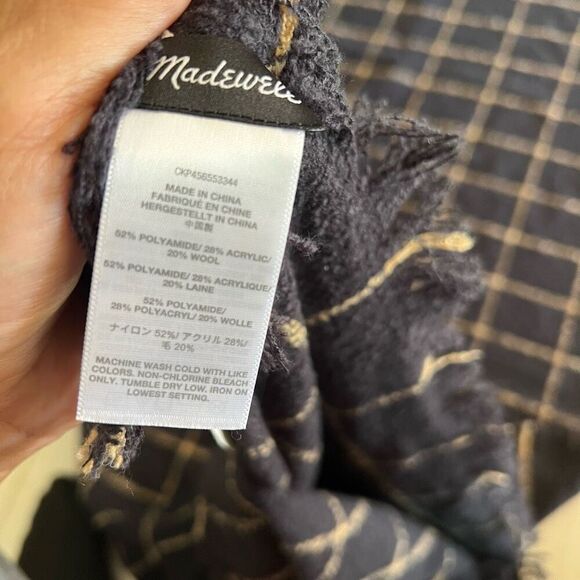 Madewell
CKP456553344
MADE IN CHINA
FABRIQUÉ EN CHINE
HERGESTELLT IN CHINA
中国製
52% POLYAMIDE/ 28% ACRYLIC/
20% WOOL
52% POLYAMIDE/ 28% ACRYLIQUE/
20% LAINE
52% POLYAMIDE/
28% POLYACRYL/ 20% WOLLE
ナイロン 52%/ アクリル 28%/
毛 20%
MACHINE WASH COLD WITH LIKE
COLORS. NON-CHLORINE BLEACH
ONLY. TUMBLE DRY LOW. IRON ON
LOWEST SETTING.